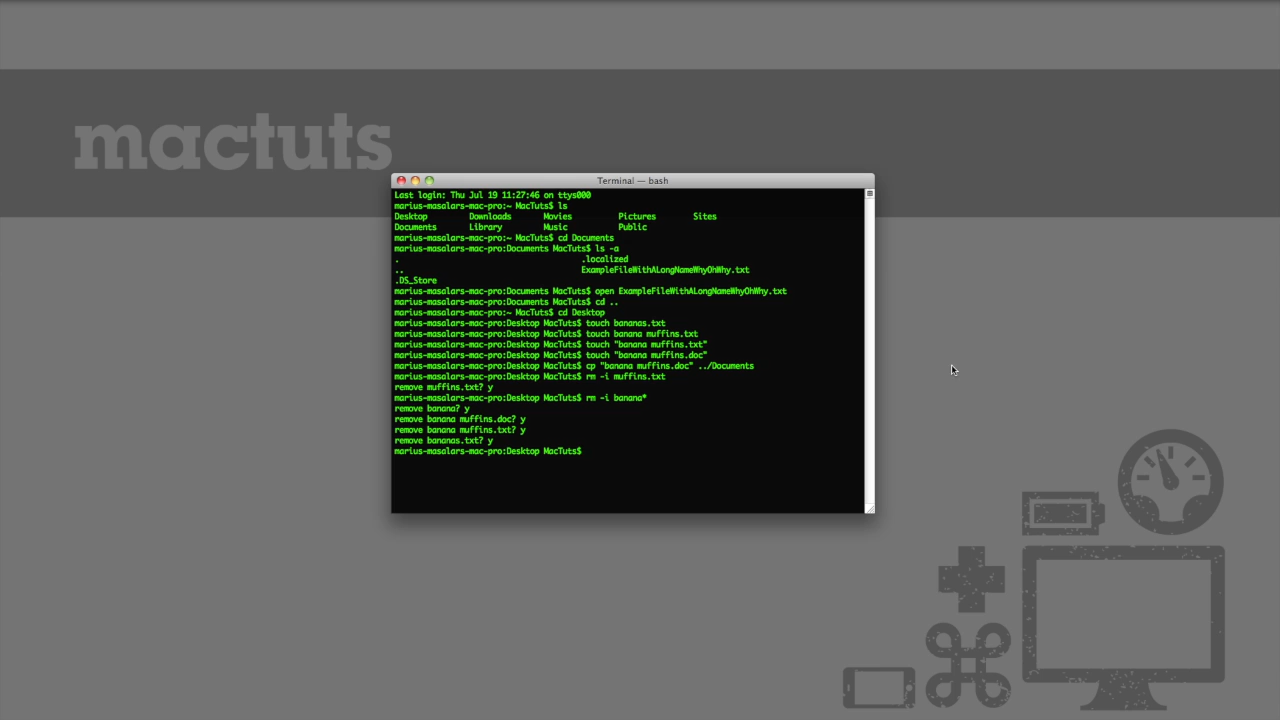 mactuts
Terminal — bash
Last login: Thu Jul 19 11:27:46 on ttys000
marius-masalars-mac-pro:~ MacTuts$ ls
Desktop Downloads Movies Pictures Sites
Documents Library Music Public
marius-masalars-mac-pro:~ MacTuts$ cd Documents
marius-masalars-mac-pro:Documents MacTuts$ ls -a
. .localized
.. ExampleFileWithALongNameWhyOhWhy.txt
.DS_Store
marius-masalars-mac-pro:Documents MacTuts$ open ExampleFileWithALongNameWhyOhWhy.txt
marius-masalars-mac-pro:Documents MacTuts$ cd ..
marius-masalars-mac-pro:~ MacTuts$ cd Desktop
marius-masalars-mac-pro:Desktop MacTuts$ touch bananas.txt
marius-masalars-mac-pro:Desktop MacTuts$ touch banana muffins.txt
marius-masalars-mac-pro:Desktop MacTuts$ touch "banana muffins.txt"
marius-masalars-mac-pro:Desktop MacTuts$ touch "banana muffins.doc"
marius-masalars-mac-pro:Desktop MacTuts$ cp "banana muffins.doc" ../Documents
marius-masalars-mac-pro:Desktop MacTuts$ rm -i muffins.txt
remove muffins.txt? y
marius-masalars-mac-pro:Desktop MacTuts$ rm -i banana*
remove banana? y
remove banana muffins.doc? y
remove banana muffins.txt? y
remove bananas.txt? y
marius-masalars-mac-pro:Desktop MacTuts$